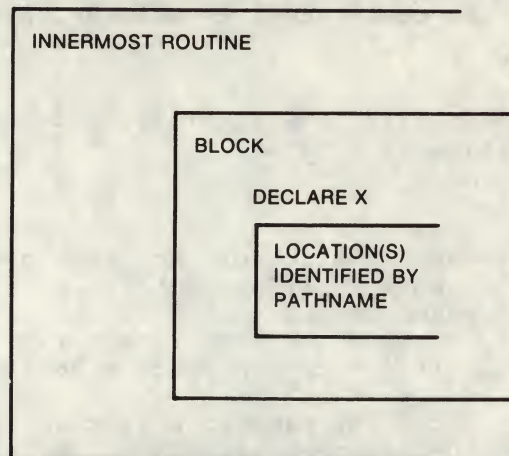 INNERMOST ROUTINE
BLOCK
DECLARE X
LOCATION(S)
IDENTIFIED BY
PATHNAME